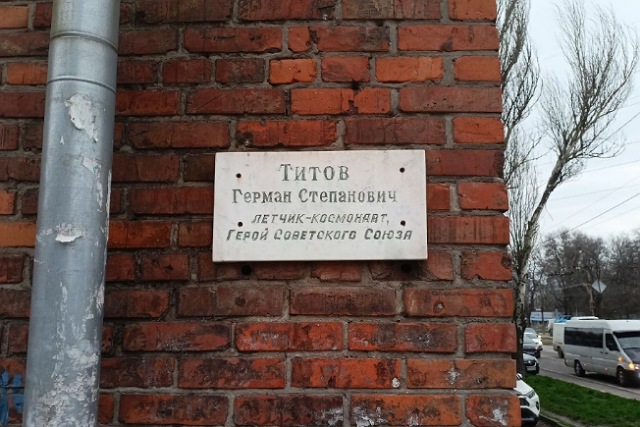 Титов
Герман Степанович
летчик-космонавт,
Герой Советского Союза